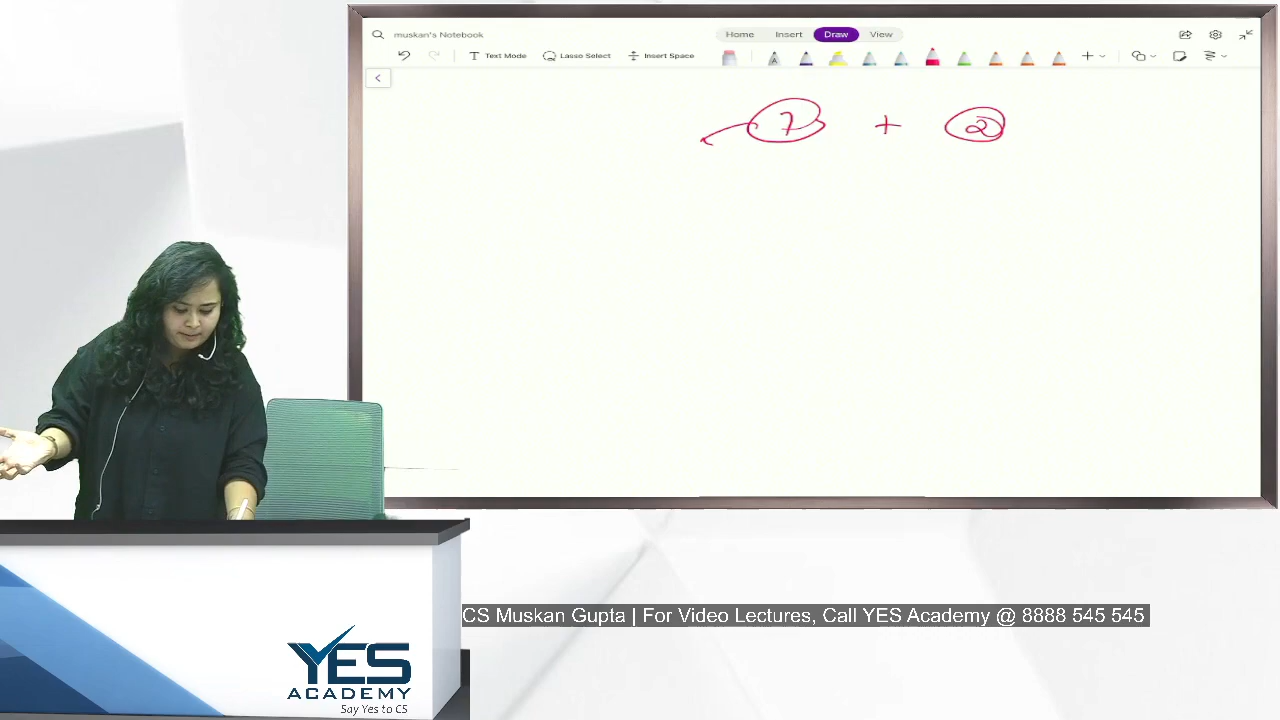 muskan's Notebook
Home Insert Draw View
Text Mode Lasso Select Insert Space
7 + 2
CS Muskan Gupta | For Video Lectures, Call YES Academy @ 8888 545 545
YES
ACADEMY
Say Yes to CS